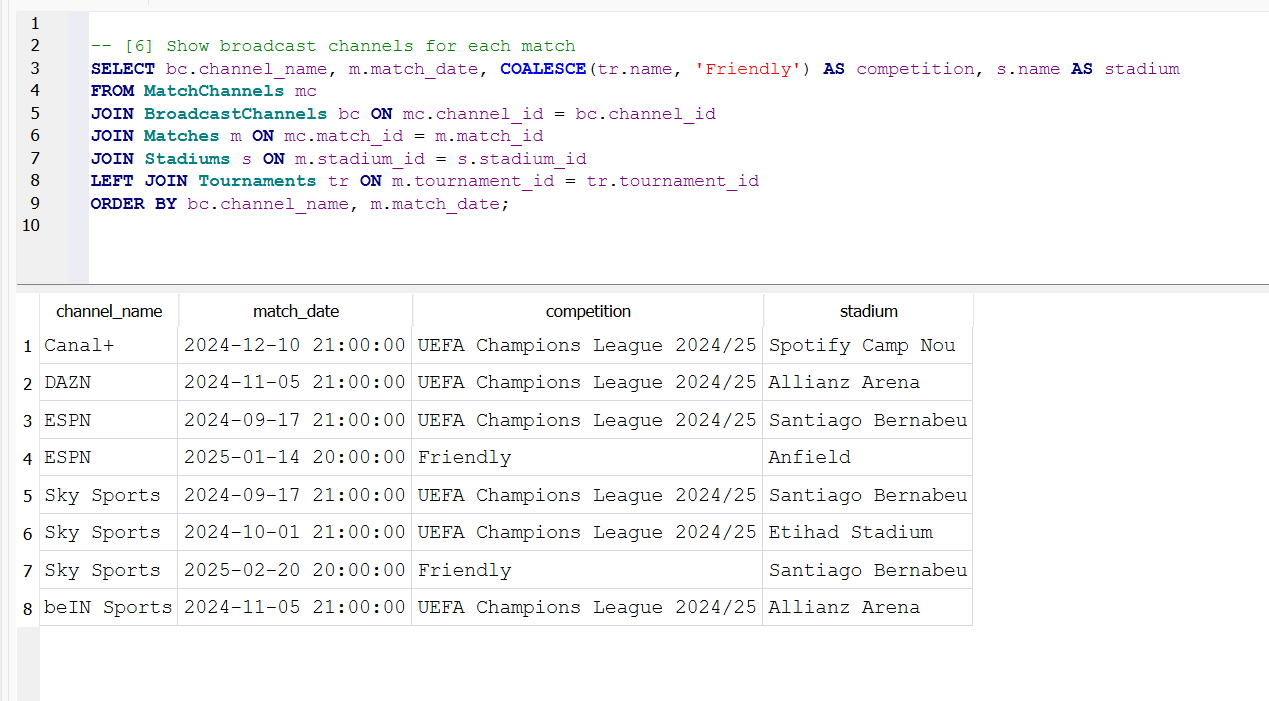 1
2 -- [6] Show broadcast channels for each match
3 SELECT bc.channel_name, m.match_date, COALESCE(tr.name, 'Friendly') AS competition, s.name AS stadium
4 FROM MatchChannels mc
5 JOIN BroadcastChannels bc ON mc.channel_id = bc.channel_id
6 JOIN Matches m ON mc.match_id = m.match_id
7 JOIN Stadiums s ON m.stadium_id = s.stadium_id
8 LEFT JOIN Tournaments tr ON m.tournament_id = tr.tournament_id
9 ORDER BY bc.channel_name, m.match_date;
10
channel_name match_date competition stadium
1 Canal+ 2024-12-10 21:00:00 UEFA Champions League 2024/25 Spotify Camp Nou
2 DAZN 2024-11-05 21:00:00 UEFA Champions League 2024/25 Allianz Arena
3 ESPN 2024-09-17 21:00:00 UEFA Champions League 2024/25 Santiago Bernabeu
4 ESPN 2025-01-14 20:00:00 Friendly Anfield
5 Sky Sports 2024-09-17 21:00:00 UEFA Champions League 2024/25 Santiago Bernabeu
6 Sky Sports 2024-10-01 21:00:00 UEFA Champions League 2024/25 Etihad Stadium
7 Sky Sports 2025-02-20 20:00:00 Friendly Santiago Bernabeu
8 beIN Sports 2024-11-05 21:00:00 UEFA Champions League 2024/25 Allianz Arena